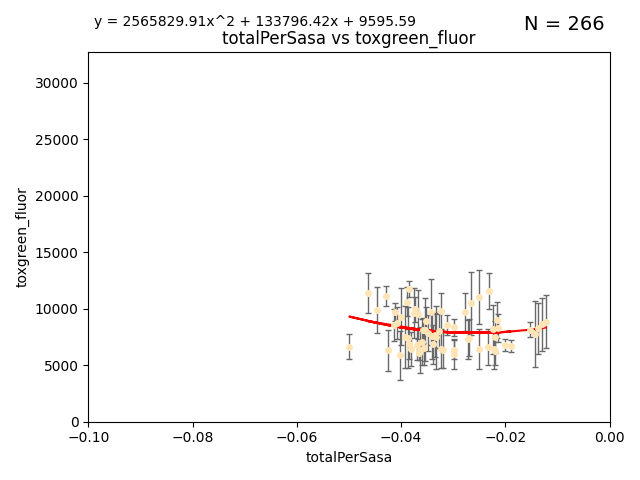 y = 2565829.91x^2 + 133796.42x + 9595.59
N = 266
totalPerSasa vs toxgreen_fluor
30000
25000
20000
15000
10000
5000
0
toxgreen_fluor
−0.10 −0.08 −0.06 −0.04 −0.02 0.00
totalPerSasa